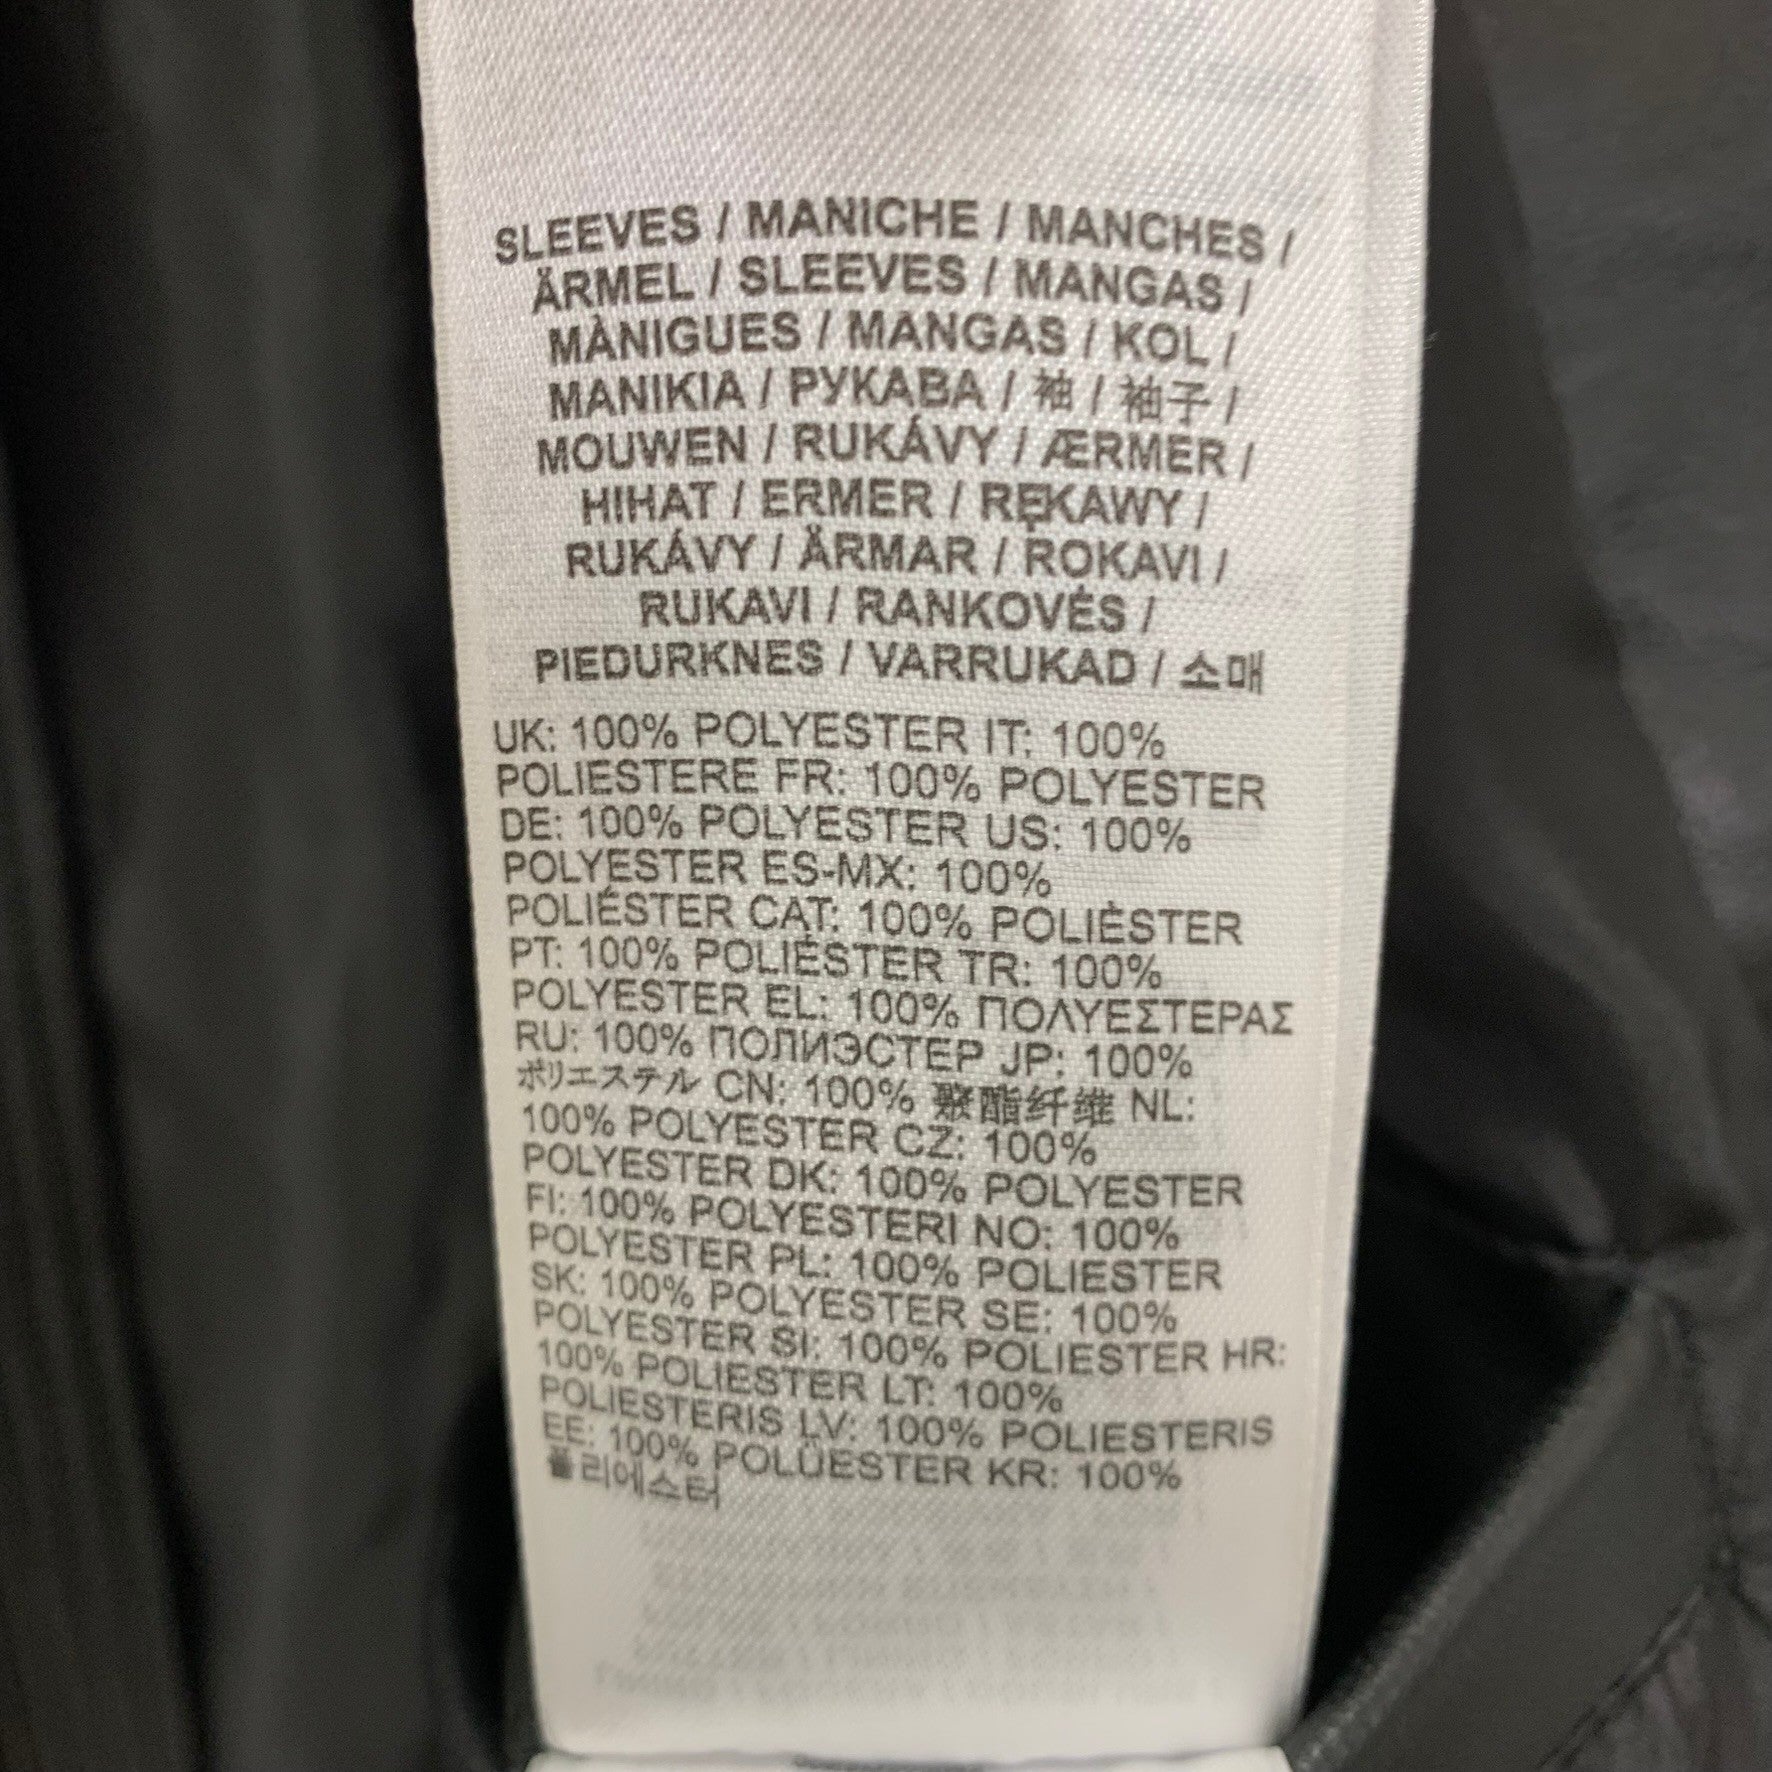 SLEEVES / MANICHE / MANCHES /
ÄRMEL / SLEEVES / MANGAS /
MÀNIGUES / MANGAS / KOL /
MANIKIA / РУКАВА / 袖 / 袖子 /
MOUWEN / RUKÁVY / ÆRMER /
HIHAT / ERMER / RĘKAWY /
RUKÁVY / ÄRMAR / ROKAVI /
RUKAVI / RANKOVĖS /
PIEDURKNES / VARRUKAD / 소매
UK: 100% POLYESTER IT: 100%
POLIESTERE FR: 100% POLYESTER
DE: 100% POLYESTER US: 100%
POLYESTER ES-MX: 100%
POLIÉSTER CAT: 100% POLIÈSTER
PT: 100% POLIÉSTER TR: 100%
POLYESTER EL: 100% ΠΟΛΥΕΣΤΕΡΑΣ
RU: 100% ПОЛИЭСТЕР JP: 100%
ポリエステル CN: 100% 聚酯纤维 NL:
100% POLYESTER CZ: 100%
POLYESTER DK: 100% POLYESTER
FI: 100% POLYESTERI NO: 100%
POLYESTER PL: 100% POLIESTER
SK: 100% POLYESTER SE: 100%
POLYESTER SI: 100% POLIESTER HR:
100% POLIESTER LT: 100%
POLIESTERIS LV: 100% POLIESTERIS
EE: 100% POLÜESTER KR: 100%
폴리에스터